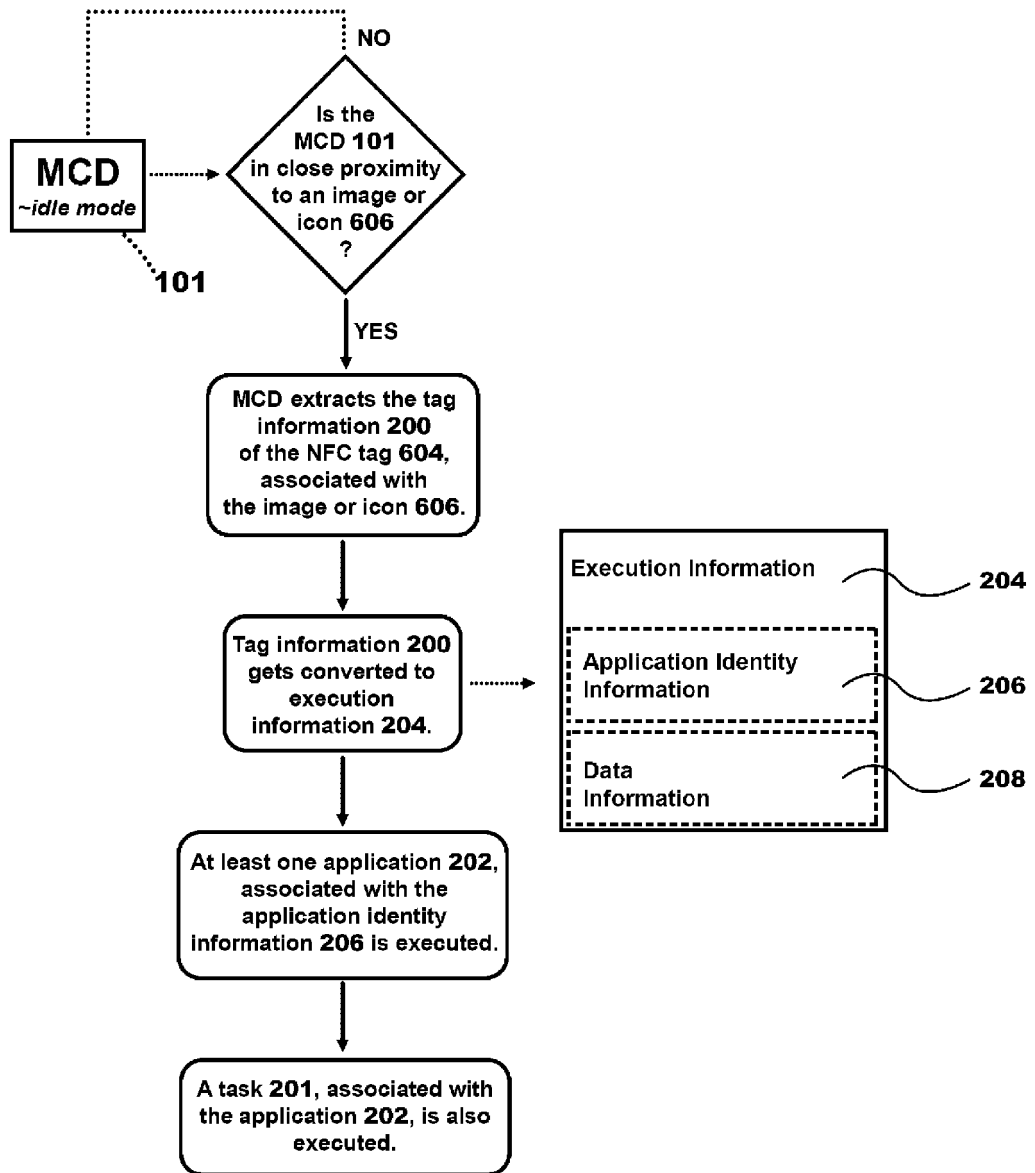 NO
Is the
MCD 101
in close proximity
to an image or
icon 606
?
MCD
~idle mode
101
YES
MCD extracts the tag
information 200
of the NFC tag 604,
associated with
the image or icon 606.
Execution Information
204
Tag information 200
gets converted to
execution
information 204.
Application Identity
Information
206
Data
Information
208
At least one application 202,
associated with the
application identity
information 206 is executed.
A task 201, associated with
the application 202, is also
executed.